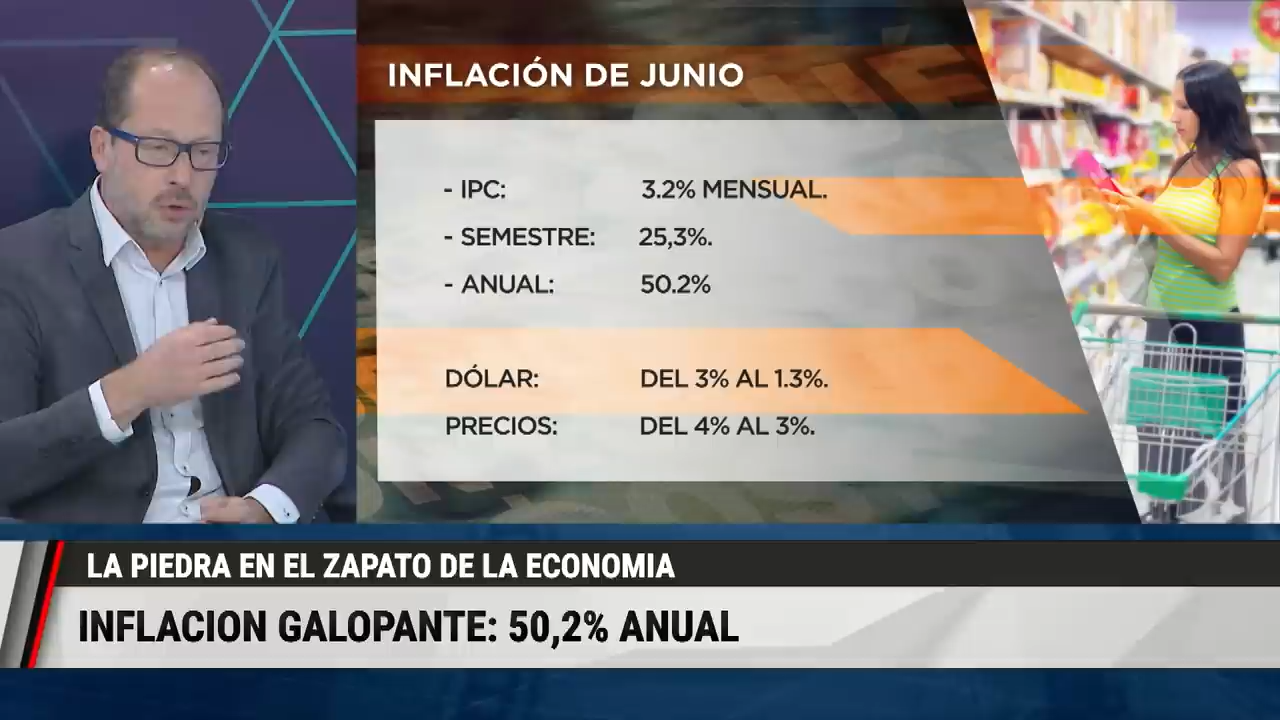 INFLACIÓN DE JUNIO
- IPC: 3.2% MENSUAL.
- SEMESTRE: 25,3%.
- ANUAL: 50.2%
DÓLAR: DEL 3% AL 1.3%.
PRECIOS: DEL 4% AL 3%.
LA PIEDRA EN EL ZAPATO DE LA ECONOMIA
INFLACION GALOPANTE: 50,2% ANUAL